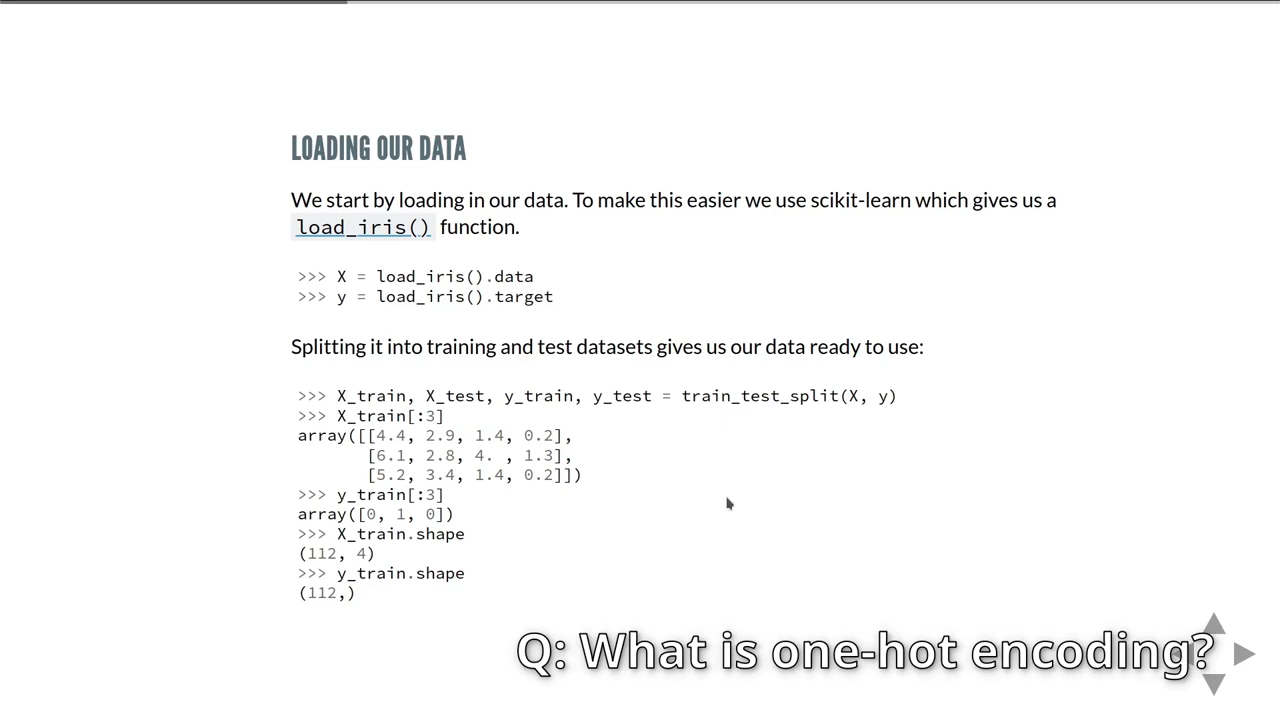 LOADING OUR DATA
We start by loading in our data. To make this easier we use scikit-learn which gives us a
load_iris() function.
>>> X = load_iris().data
>>> y = load_iris().target
Splitting it into training and test datasets gives us our data ready to use:
>>> X_train, X_test, y_train, y_test = train_test_split(X, y)
>>> X_train[:3]
array([[4.4, 2.9, 1.4, 0.2],
       [6.1, 2.8, 4. , 1.3],
       [5.2, 3.4, 1.4, 0.2]])
>>> y_train[:3]
array([0, 1, 0])
>>> X_train.shape
(112, 4)
>>> y_train.shape
(112,)
Q: What is one-hot encoding?